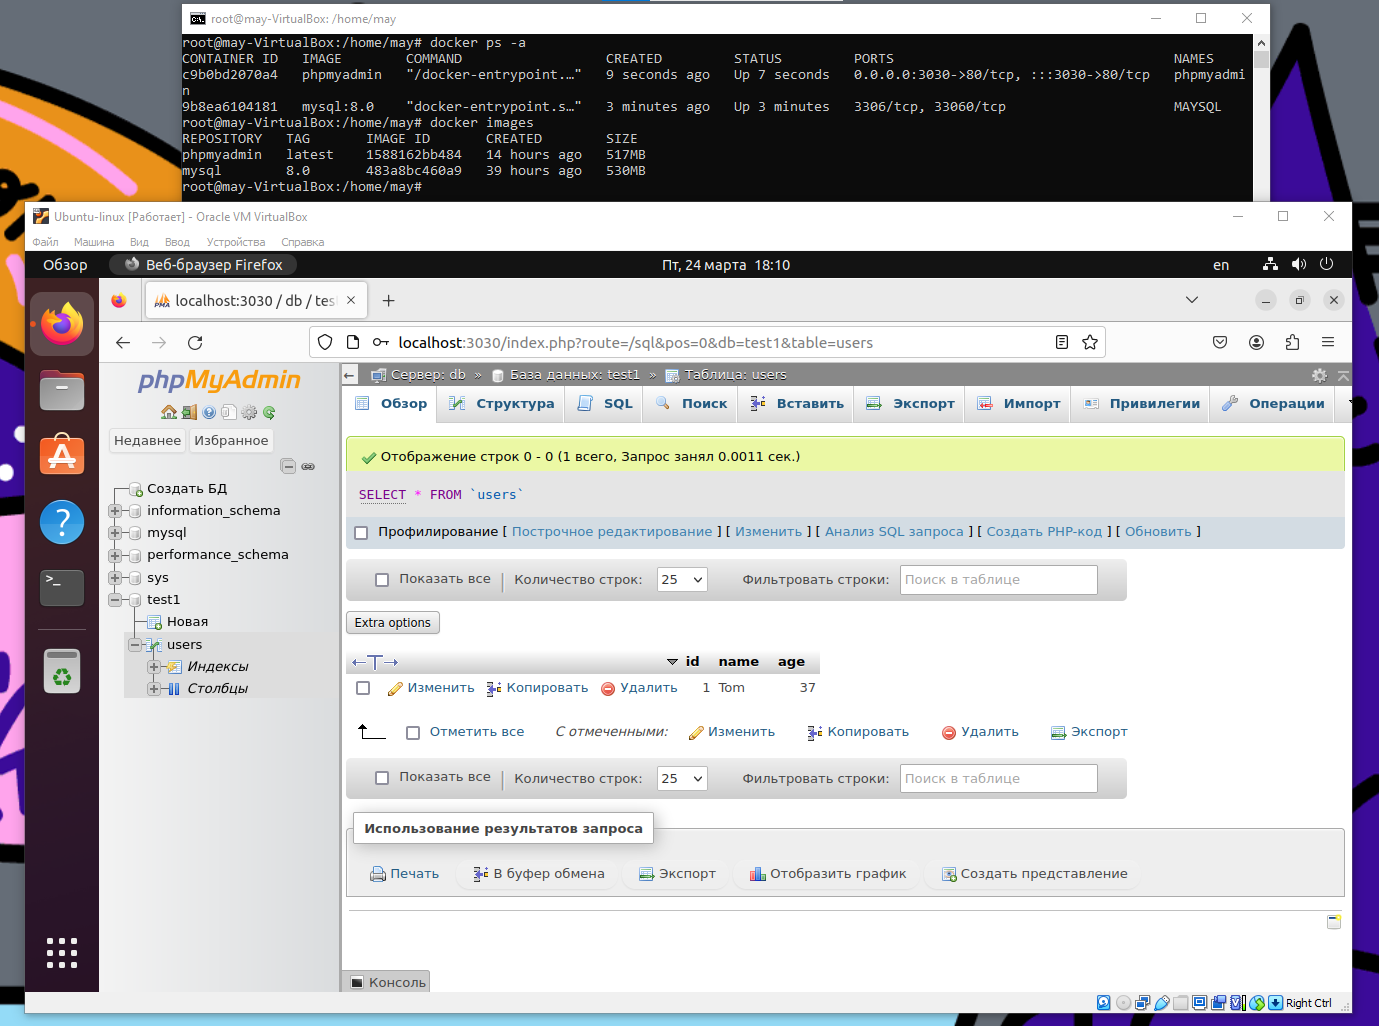 root@may-VirtualBox: /home/may
root@may-VirtualBox:/home/may# docker ps -a
CONTAINER ID   IMAGE   COMMAND   CREATED   STATUS   PORTS   NAMES
c9b0bd2070a4   phpmyadmin   "/docker-entrypoint.…"   9 seconds ago   Up 7 seconds   0.0.0.0:3030->80/tcp, :::3030->80/tcp   phpmyadmi
n
9b8ea6104181   mysql:8.0   "docker-entrypoint.s…"   3 minutes ago   Up 3 minutes   3306/tcp, 33060/tcp   MAYSQL
root@may-VirtualBox:/home/may# docker images
REPOSITORY   TAG   IMAGE ID   CREATED   SIZE
phpmyadmin   latest   1588162bb484   14 hours ago   517MB
mysql   8.0   483a8bc460a9   39 hours ago   530MB
root@may-VirtualBox:/home/may#
Ubuntu-linux [Работает] - Oracle VM VirtualBox
Файл Машина Вид Ввод Устройства Справка
Обзор Веб-браузер Firefox Пт, 24 марта 18:10 en
localhost:3030 / db / tes
localhost:3030/index.php?route=/sql&pos=0&db=test1&table=users
phpMyAdmin
Недавнее Избранное
Создать БД
information_schema
mysql
performance_schema
sys
test1
Новая
users
Индексы
Столбцы
Сервер: db » База данных: test1 » Таблица: users
Обзор Структура SQL Поиск Вставить Экспорт Импорт Привилегии Операции
Отображение строк 0 - 0 (1 всего, Запрос занял 0.0011 сек.)
SELECT * FROM `users`
Профилирование [ Построчное редактирование ] [ Изменить ] [ Анализ SQL запроса ] [ Создать PHP-код ] [ Обновить ]
Показать все Количество строк: 25 Фильтровать строки: Поиск в таблице
Extra options
id name age
Изменить Копировать Удалить 1 Tom 37
Отметить все С отмеченными: Изменить Копировать Удалить Экспорт
Показать все Количество строк: 25 Фильтровать строки: Поиск в таблице
Использование результатов запроса
Печать В буфер обмена Экспорт Отобразить график Создать представление
Консоль
Right Ctrl